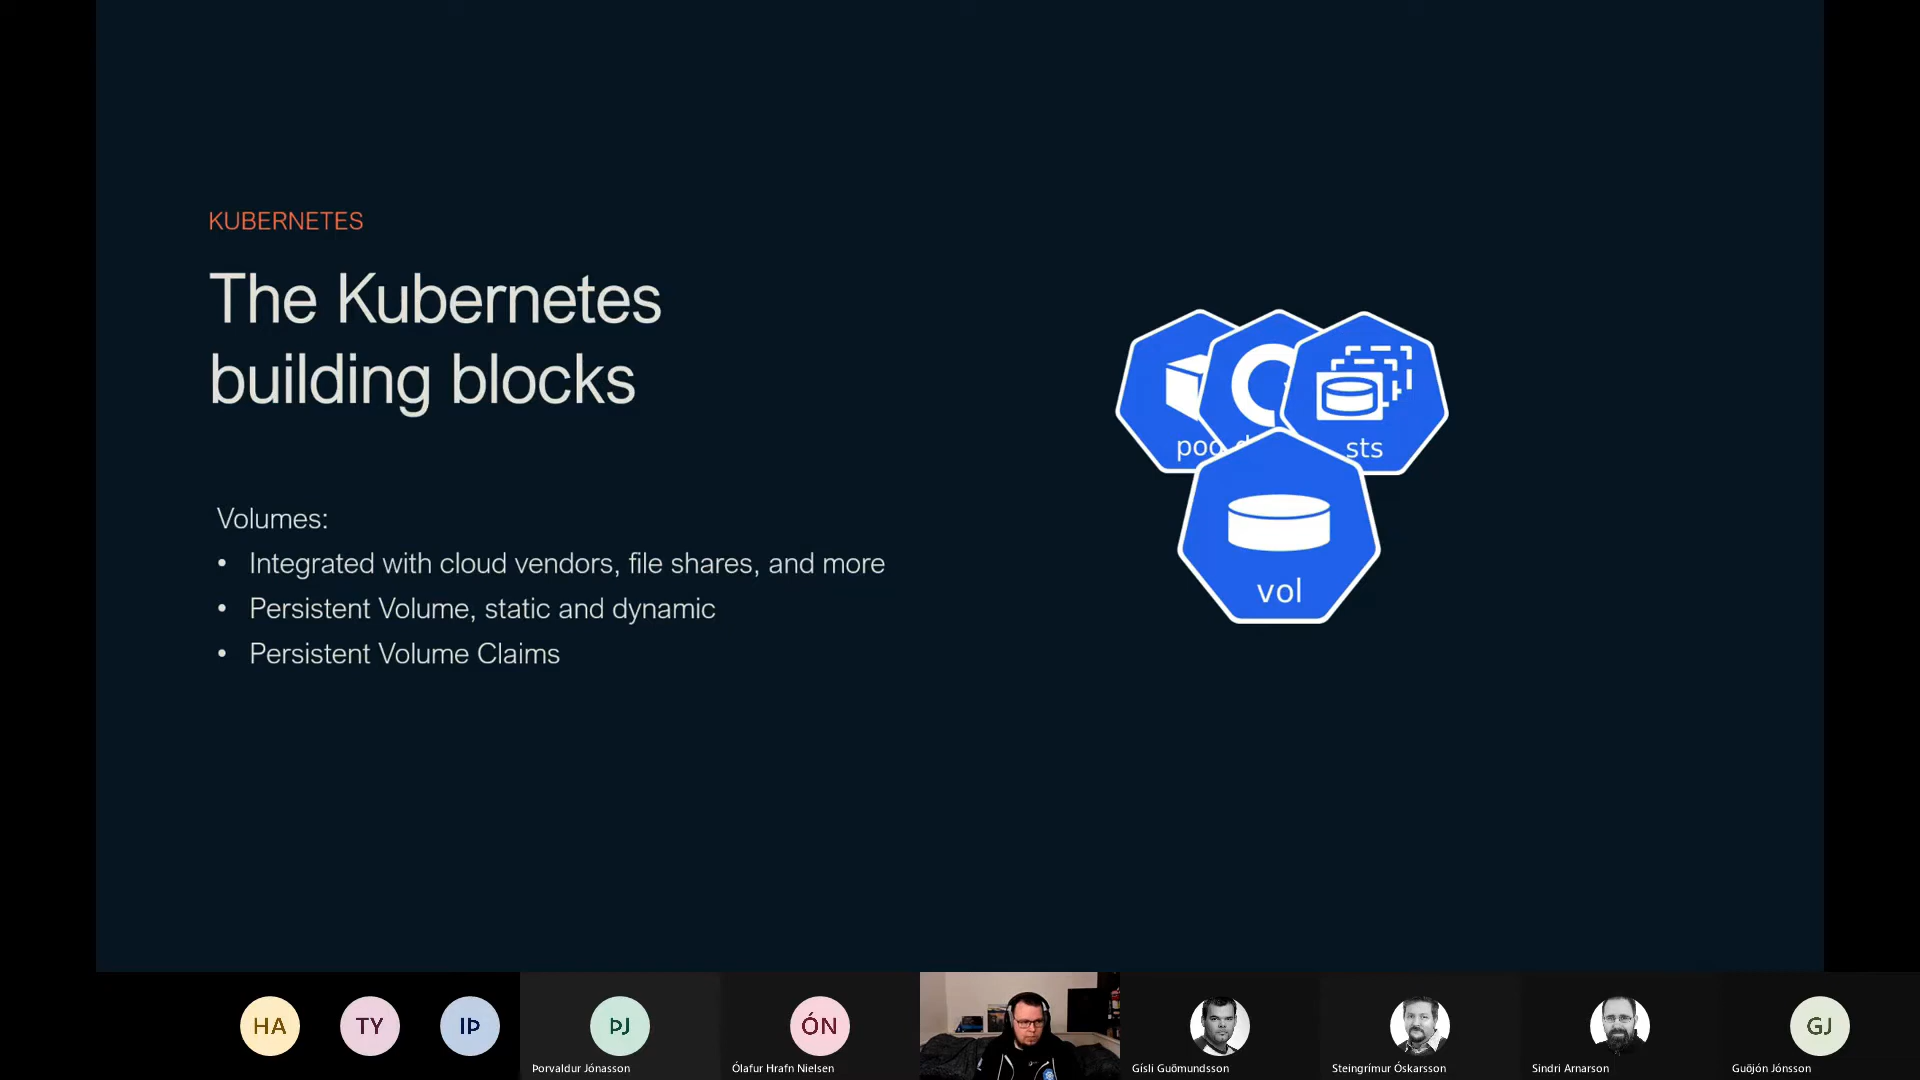 KUBERNETES
The Kubernetes
building blocks
Volumes:
• Integrated with cloud vendors, file shares, and more
• Persistent Volume, static and dynamic
• Persistent Volume Claims
sts
vol
HA
TY
IÞ
ÞJ
ÓN
GJ
Þorvaldur Jónasson
Ólafur Hrafn Nielsen
Gísli Guðmundsson
Steingrímur Óskarsson
Sindri Arnarson
Guðjón Jónsson